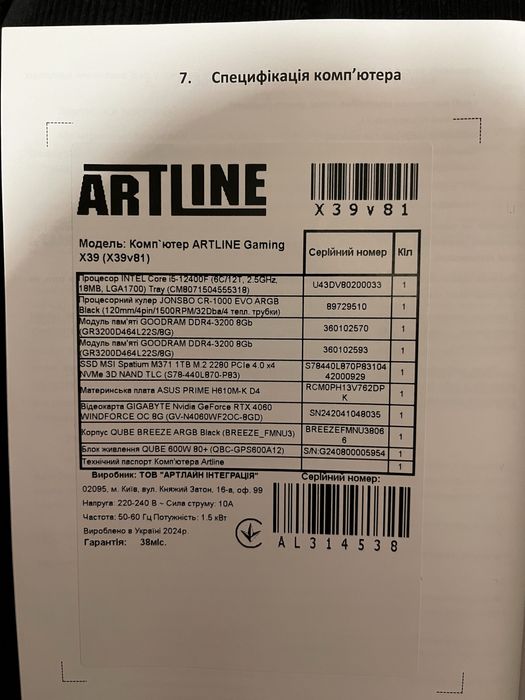 7. Специфікація комп’ютера
ARTLINE
X39v81
Модель: Комп`ютер ARTLINE Gaming X39 (X39v81)
Серійний номер
Кіл
Процесор INTEL Core i5-12400F (6C/12T, 2.5GHz, 18MB, LGA1700) Tray (CM8071504555318)
U43DV80200033
1
Процесорний кулер JONSBO CR-1000 EVO ARGB Black (120mm/4pin/1500RPM/32Dba/4 тепл. трубки)
89729510
1
Модуль пам'яті GOODRAM DDR4-3200 8Gb (GR3200D464L22S/8G)
360102570
1
Модуль пам'яті GOODRAM DDR4-3200 8Gb (GR3200D464L22S/8G)
360102593
1
SSD MSI Spatium M371 1TB M.2 2280 PCIe 4.0 x4 NVMe 3D NAND TLC (S78-440L870-P83)
S78440L870P8310442000929
1
Материнська плата ASUS PRIME H610M-K D4
RCM0PH13V762DPK
1
Відеокарта GIGABYTE Nvidia GeForce RTX 4060 WINDFORCE OC 8G (GV-N4060WF2OC-8GD)
SN242041048035
1
Корпус QUBE BREEZE ARGB Black (BREEZE_FMNU3)
BREEZEFMNU38066
1
Блок живлення QUBE 600W 80+ (QBC-GPS600A12)
S/N:G240800005954
1
Технічний паспорт Комп'ютера Artline
1
Виробник: ТОВ "АРТЛАЙН ІНТЕГРАЦІЯ"
02095, м. Київ, вул. Княжий Затон, 16-в, оф. 99
Напруга: 220-240 В ~ Сила струму: 10А
Частота: 50-60 Гц Потужність: 1.5 кВт
Вироблено в Україні 2024р.
Гарантія: 38міс.
Серійний номер:
AL314538